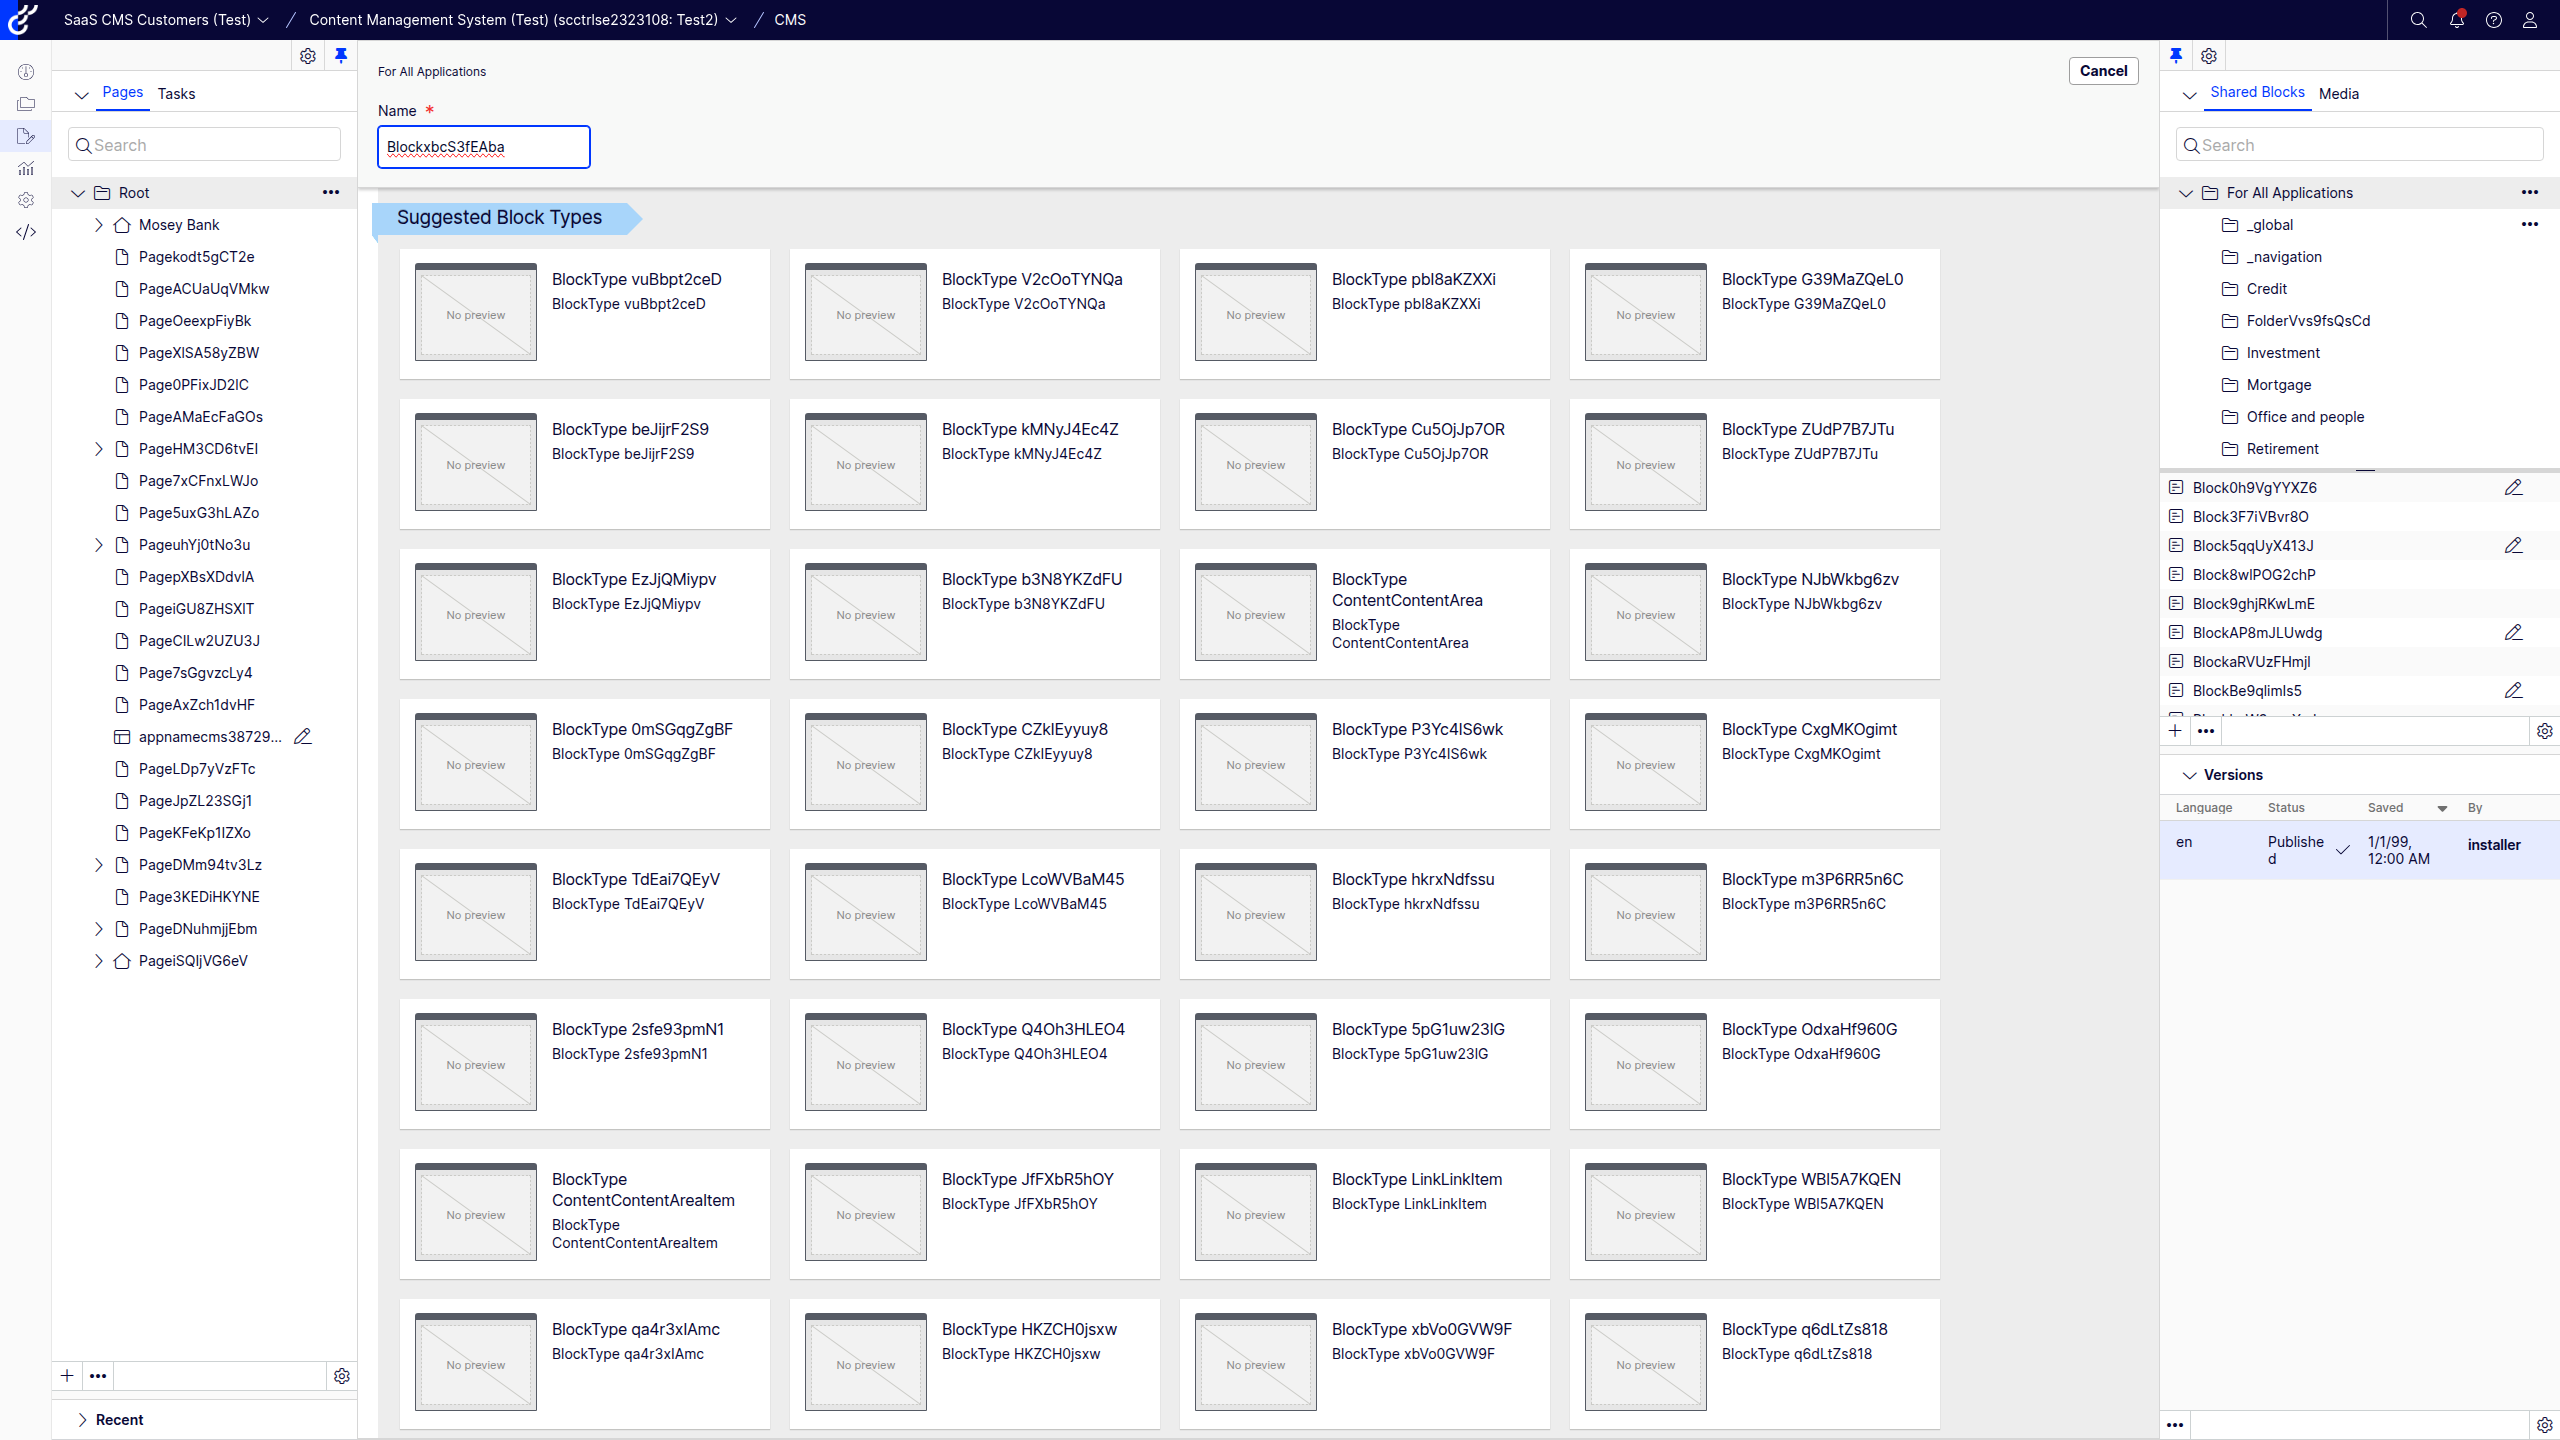 SaaS CMS Customers (Test)
Content Management System (Test) (scctrlse2323108: Test2)
CMS
Pages
Tasks
Search
Root
Mosey Bank
Pagekodt5gCT2e
PageACUaUqVMkw
PageOeexpFiyBk
PageXISA58yZBW
Page0PFixJD2IC
PageAMaEcFaGOs
PageHM3CD6tvEI
Page7xCFnxLWJo
Page5uxG3hLAZo
PageuhYj0tNo3u
PagepXBsXDdvIA
PageiGU8ZHSXIT
PageCILw2UZU3J
Page7sGgvzcLy4
PageAxZch1dvHF
appnamecms38729...
PageLDp7yVzFTc
PageJpZL23SGj1
PageKFeKp1IZXo
PageDMm94tv3Lz
Page3KEDiHKYNE
PageDNuhmjjEbm
PageiSQIjVG6eV
Recent
For All Applications
Cancel
Name *
BlockxbcS3fEAba
Suggested Block Types
No preview
BlockType vuBbpt2ceD
BlockType vuBbpt2ceD
No preview
BlockType V2cOoTYNQa
BlockType V2cOoTYNQa
No preview
BlockType pbI8aKZXXi
BlockType pbI8aKZXXi
No preview
BlockType G39MaZQeL0
BlockType G39MaZQeL0
No preview
BlockType beJijrF2S9
BlockType beJijrF2S9
No preview
BlockType kMNyJ4Ec4Z
BlockType kMNyJ4Ec4Z
No preview
BlockType Cu5OjJp7OR
BlockType Cu5OjJp7OR
No preview
BlockType ZUdP7B7JTu
BlockType ZUdP7B7JTu
No preview
BlockType EzJjQMiypv
BlockType EzJjQMiypv
No preview
BlockType b3N8YKZdFU
BlockType b3N8YKZdFU
No preview
BlockType
ContentContentArea
BlockType
ContentContentArea
No preview
BlockType NJbWkbg6zv
BlockType NJbWkbg6zv
No preview
BlockType 0mSGqgZgBF
BlockType 0mSGqgZgBF
No preview
BlockType CZkIEyyuy8
BlockType CZkIEyyuy8
No preview
BlockType P3Yc4IS6wk
BlockType P3Yc4IS6wk
No preview
BlockType CxgMKOgimt
BlockType CxgMKOgimt
No preview
BlockType TdEai7QEyV
BlockType TdEai7QEyV
No preview
BlockType LcoWVBaM45
BlockType LcoWVBaM45
No preview
BlockType hkrxNdfssu
BlockType hkrxNdfssu
No preview
BlockType m3P6RR5n6C
BlockType m3P6RR5n6C
No preview
BlockType 2sfe93pmN1
BlockType 2sfe93pmN1
No preview
BlockType Q4Oh3HLEO4
BlockType Q4Oh3HLEO4
No preview
BlockType 5pG1uw23IG
BlockType 5pG1uw23IG
No preview
BlockType OdxaHf960G
BlockType OdxaHf960G
No preview
BlockType
ContentContentAreaItem
BlockType
ContentContentAreaItem
No preview
BlockType JfFXbR5hOY
BlockType JfFXbR5hOY
No preview
BlockType LinkLinkItem
BlockType LinkLinkItem
No preview
BlockType WBI5A7KQEN
BlockType WBI5A7KQEN
No preview
BlockType qa4r3xIAmc
BlockType qa4r3xIAmc
No preview
BlockType HKZCH0jsxw
BlockType HKZCH0jsxw
No preview
BlockType xbVo0GVW9F
BlockType xbVo0GVW9F
No preview
BlockType q6dLtZs818
BlockType q6dLtZs818
Shared Blocks
Media
Search
For All Applications
_global
_navigation
Credit
FolderVvs9fsQsCd
Investment
Mortgage
Office and people
Retirement
Block0h9VgYYXZ6
Block3F7iVBvr8O
Block5qqUyX413J
Block8wIPOG2chP
Block9ghjRKwLmE
BlockAP8mJLUwdg
BlockaRVUzFHmjI
BlockBe9qIimIs5
Versions
Language
Status
Saved
By
en
Publishe
d
1/1/99,
12:00 AM
installer